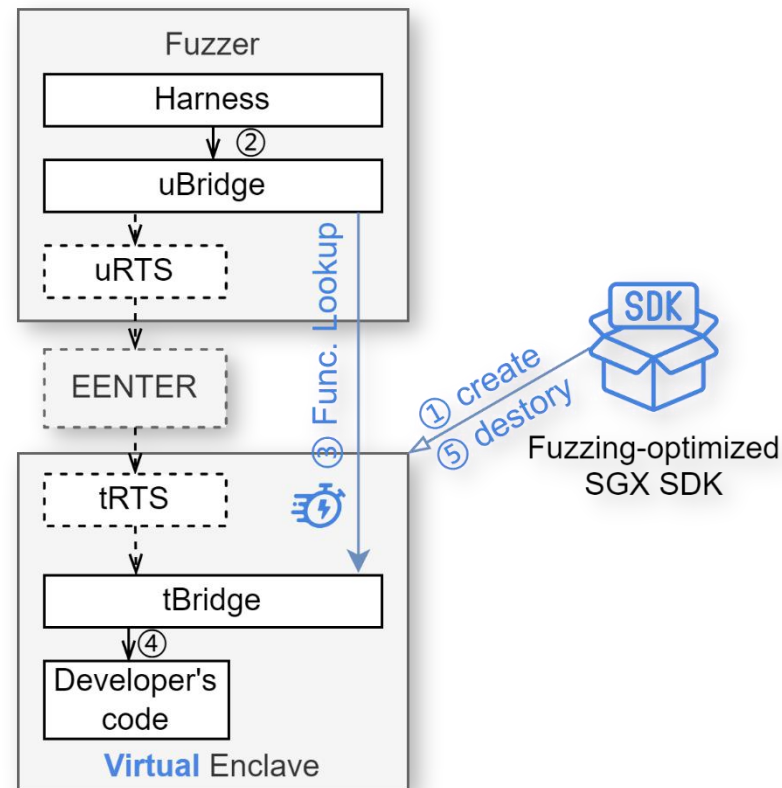 Fuzzer
Harness
②
uBridge
uRTS
③ Func. Lookup
EENTER
SDK
① create
⑤ destory
Fuzzing-optimized
SGX SDK
tRTS
tBridge
④
Developer's
code
Virtual Enclave